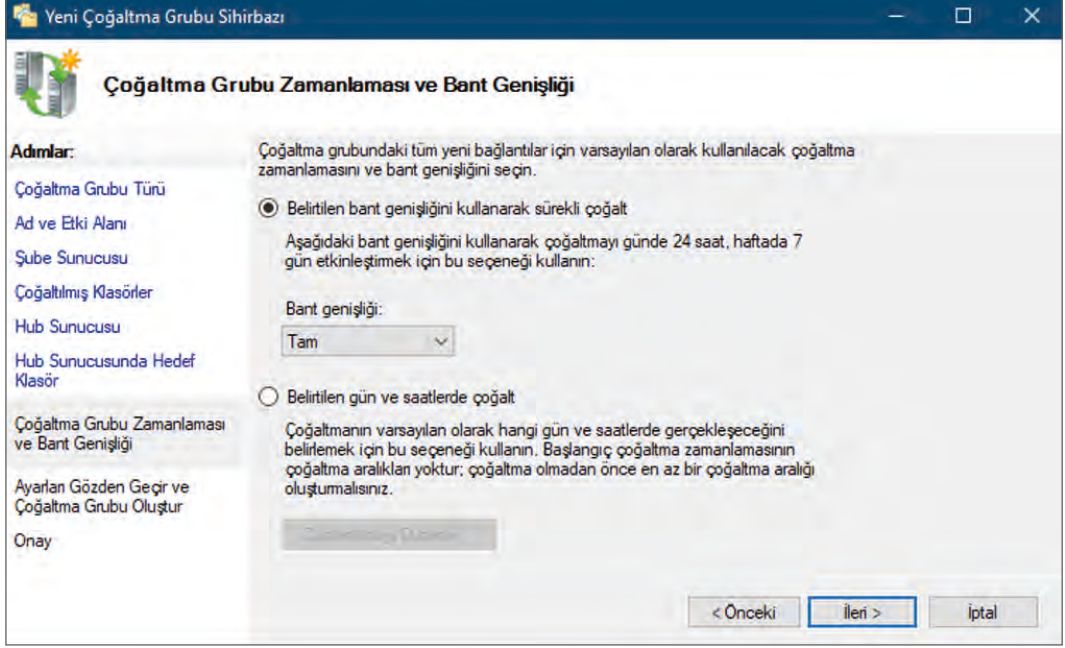 Yeni Çoğaltma Grubu Sihirbazı
Çoğaltma Grubu Zamanlaması ve Bant Genişliği
Adımlar:
Çoğaltma Grubu Türü
Ad ve Etki Alanı
Şube Sunucusu
Çoğaltılmış Klasörler
Hub Sunucusu
Hub Sunucusunda Hedef
Klasör
Çoğaltma Grubu Zamanlaması
ve Bant Genişliği
Ayarları Gözden Geçir ve
Çoğaltma Grubu Oluştur
Onay
Çoğaltma grubundaki tüm yeni bağlantılar için varsayılan olarak kullanılacak çoğaltma
zamanlamasını ve bant genişliğini seçin.
Belirtilen bant genişliğini kullanarak sürekli çoğalt
Aşağıdaki bant genişliğini kullanarak çoğaltmayı günde 24 saat, haftada 7
gün etkinleştirmek için bu seçeneği kullanın:
Bant genişliği:
Tam
Belirtilen gün ve saatlerde çoğalt
Çoğaltmanın varsayılan olarak hangi gün ve saatlerde gerçekleşeceğini
belirlemek için bu seçeneği kullanın. Başlangıç çoğaltma zamanlamasının
çoğaltma aralıkları yoktur; çoğaltma olmadan önce en az bir çoğaltma aralığı
oluşturmalısınız.
< Önceki
İleri >
İptal